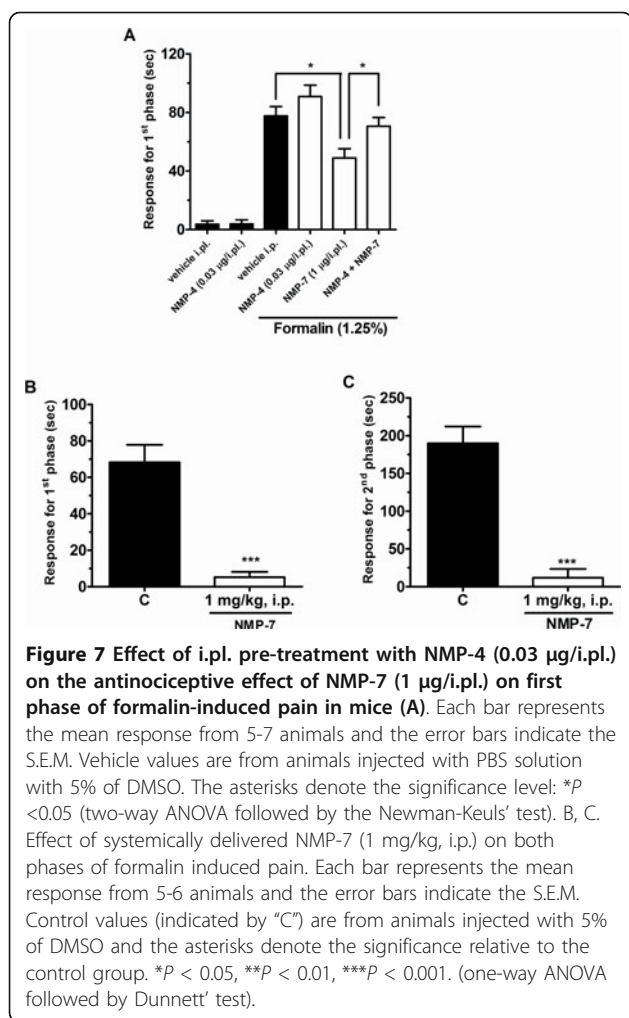 A
Response for 1st phase (sec)
120
80
40
0
* *
vehicle i.pl.
NMP-4 (0.03 µg/i.pl.)
vehicle i.p.
NMP-4 (0.03 µg/i.pl.)
NMP-7 (1 µg/i.pl.)
NMP-4 + NMP-7
Formalin (1.25%)
B
Response for 1st phase (sec)
100
80
60
40
20
0
***
C
1 mg/kg, i.p.
NMP-7
C
Response for 2nd phase (sec)
250
200
150
100
50
0
***
C
1 mg/kg, i.p.
NMP-7
Figure 7 Effect of i.pl. pre-treatment with NMP-4 (0.03 µg/i.pl.)
on the antinociceptive effect of NMP-7 (1 µg/i.pl.) on first
phase of formalin-induced pain in mice (A). Each bar represents
the mean response from 5-7 animals and the error bars indicate the
S.E.M. Vehicle values are from animals injected with PBS solution
with 5% of DMSO. The asterisks denote the significance level: *P
<0.05 (two-way ANOVA followed by the Newman-Keuls' test). B, C.
Effect of systemically delivered NMP-7 (1 mg/kg, i.p.) on both
phases of formalin induced pain. Each bar represents the mean
response from 5-6 animals and the error bars indicate the S.E.M.
Control values (indicated by "C") are from animals injected with 5%
of DMSO and the asterisks denote the significance relative to the
control group. *P < 0.05, **P < 0.01, ***P < 0.001. (one-way ANOVA
followed by Dunnett' test).